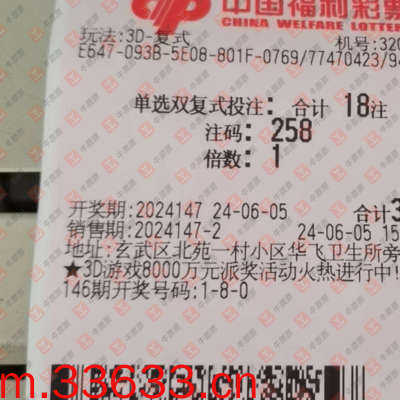 中国福利彩票
CHINA WELFARE LOTTER
玩法:3D-复式
机号:320
E647-093B-5E08-801F-0769/77470423/94
单选双复式投注: 合计 18注
注码: 258
倍数: 1
开奖期:2024147 24-06-05 合计3
销售期:2024147-2 24-06-05 15
地址:玄武区北苑一村小区华飞卫生所旁
★3D游戏8000万元派奖活动火热进行中!
146期开奖号码:1-8-0
m.33633.cn